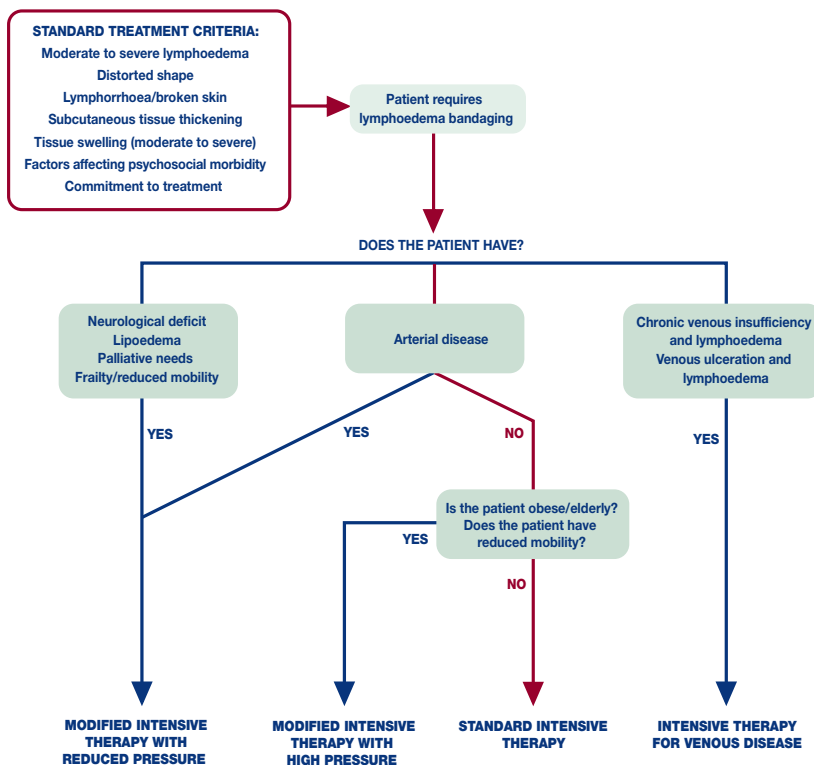 STANDARD TREATMENT CRITERIA:
Moderate to severe lymphoedema
Distorted shape
Lymphorrhoea/broken skin
Subcutaneous tissue thickening
Tissue swelling (moderate to severe)
Factors affecting psychosocial morbidity
Commitment to treatment
Patient requires
lymphoedema bandaging
DOES THE PATIENT HAVE?
Neurological deficit
Lipoedema
Palliative needs
Frailty/reduced mobility
Arterial disease
Chronic venous insufficiency
and lymphoedema
Venous ulceration and
lymphoedema
YES
YES
NO
YES
Is the patient obese/elderly?
Does the patient have
reduced mobility?
YES
NO
MODIFIED INTENSIVE
THERAPY WITH
REDUCED PRESSURE
MODIFIED INTENSIVE
THERAPY WITH
HIGH PRESSURE
STANDARD INTENSIVE
THERAPY
INTENSIVE THERAPY
FOR VENOUS DISEASE